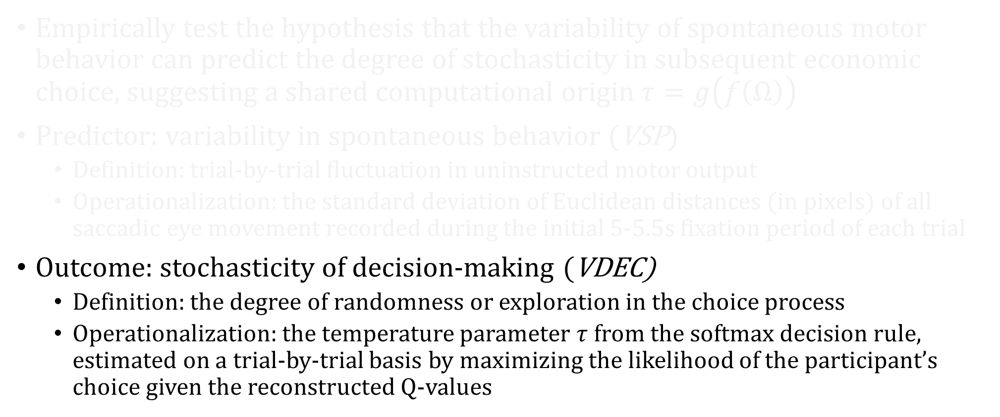 • Empirically test the hypothesis that the variability of spontaneous motor
behavior can predict the degree of stochasticity in subsequent economic
choice, suggesting a shared computational origin τ = g(f(Ω))
• Predictor: variability in spontaneous behavior (VSP)
• Definition: trial-by-trial fluctuation in uninstructed motor output
• Operationalization: the standard deviation of Euclidean distances (in pixels) of all
saccadic eye movement recorded during the initial 5-5.5s fixation period of each trial
• Outcome: stochasticity of decision-making (VDEC)
• Definition: the degree of randomness or exploration in the choice process
• Operationalization: the temperature parameter τ from the softmax decision rule,
estimated on a trial-by-trial basis by maximizing the likelihood of the participant’s
choice given the reconstructed Q-values